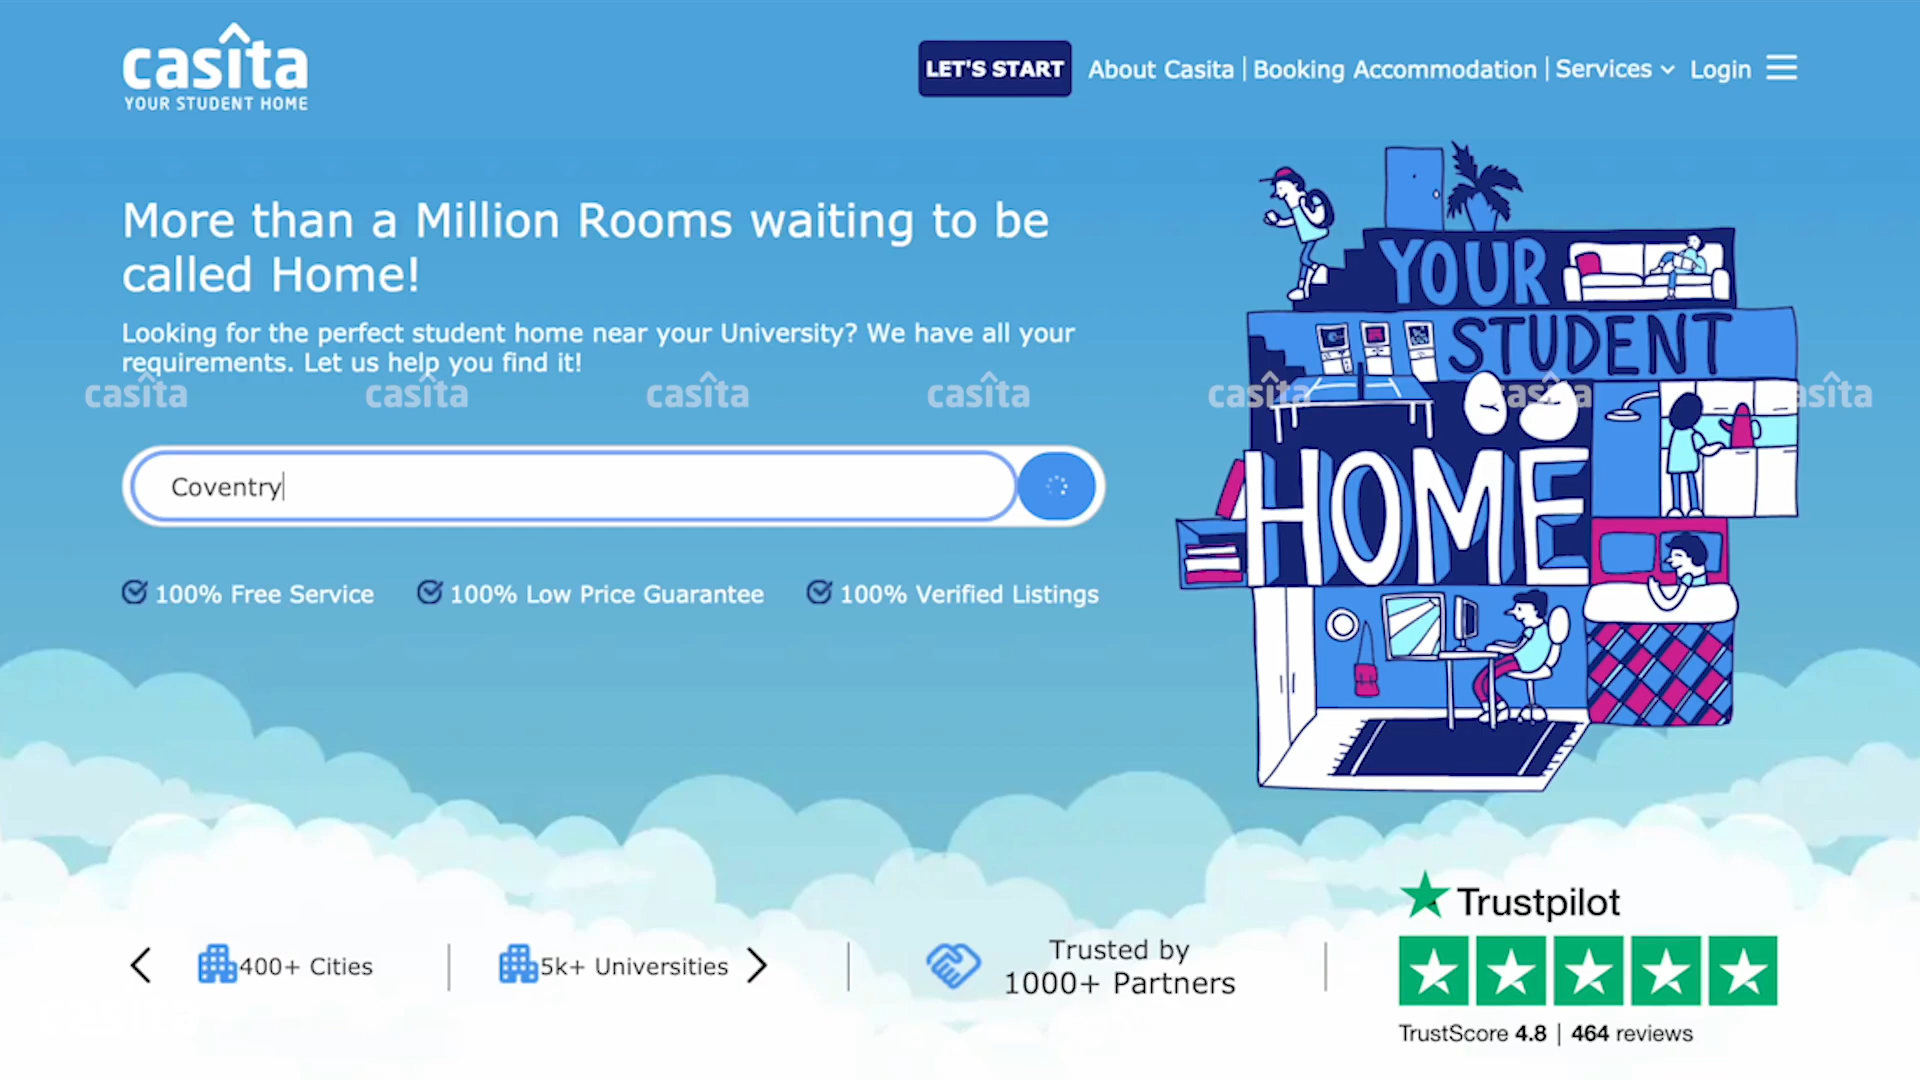 casita
YOUR STUDENT HOME
LET'S START
About Casita
Booking Accommodation
Services
Login
More than a Million Rooms waiting to be
called Home!
Looking for the perfect student home near your University? We have all your
requirements. Let us help you find it!
casita casita casita casita casita casita asita
Coventry
100% Free Service
100% Low Price Guarantee
100% Verified Listings
YOUR
STUDENT
HOME
400+ Cities
5k+ Universities
Trusted by
1000+ Partners
Trustpilot
TrustScore 4.8 | 464 reviews